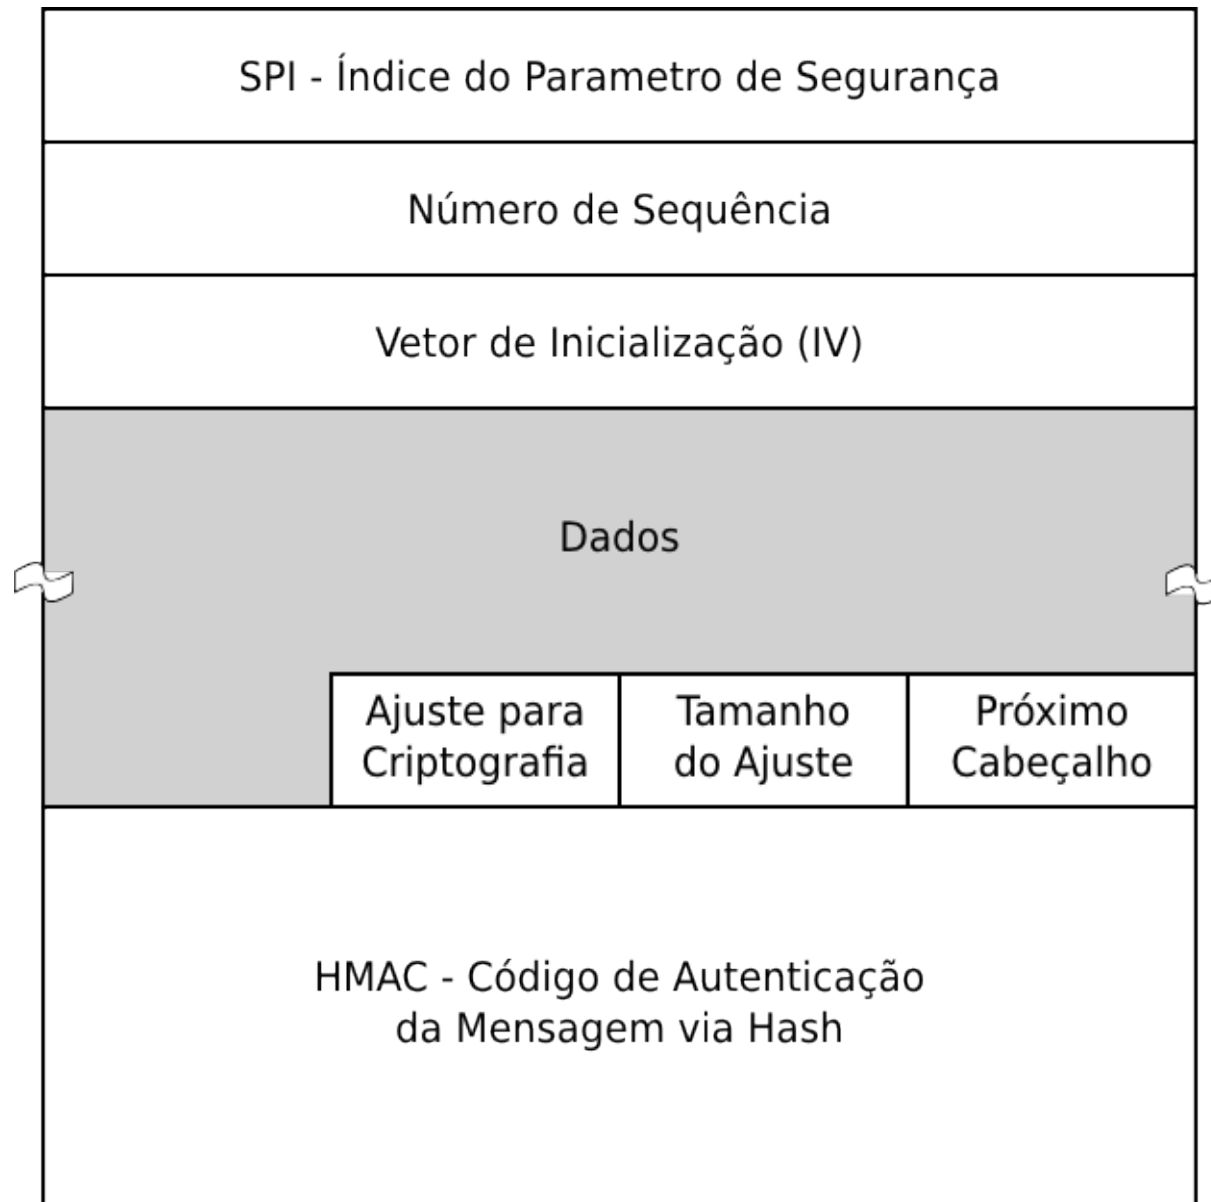 SPI - Índice do Parametro de Segurança
Número de Sequência
Vetor de Inicialização (IV)
Dados
Ajuste para
Criptografia
Tamanho
do Ajuste
Próximo
Cabeçalho
HMAC - Código de Autenticação
da Mensagem via Hash